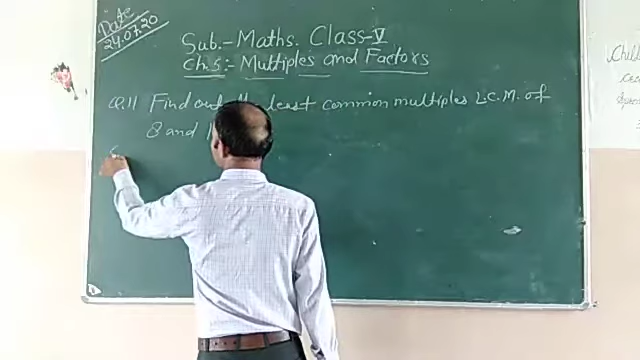 Date
24.07.20
Sub.- Maths. Class-V
Ch.5:- Multiples and Factors
Q.11 Find out least common multiples L.C.M. of
8 and